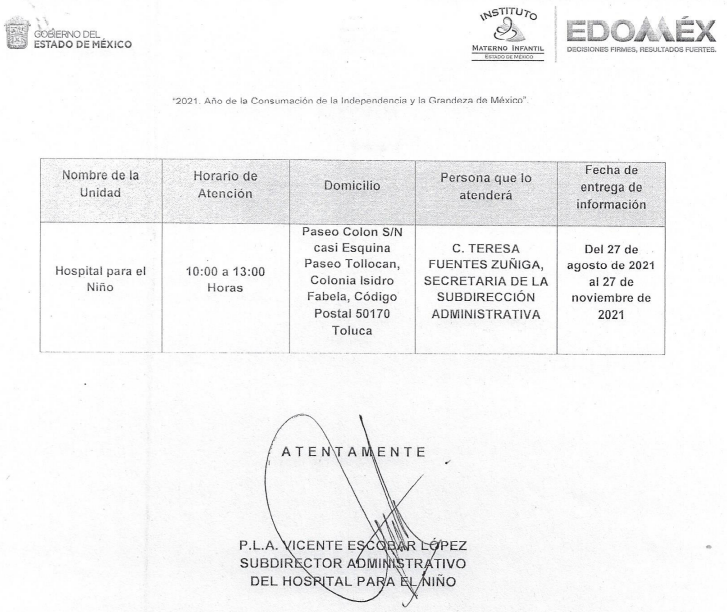 GOBIERNO DEL
ESTADO DE MÉXICO
INSTITUTO
MATERNO INFANTIL
ESTADO DE MÉXICO
EDOMÉX
DECISIONES FIRMES, RESULTADOS FUERTES.
"2021. Año de la Consumación de la Independencia y la Grandeza de México".
Nombre de la
Unidad
Horario de
Atención
Domicilio
Persona que lo
atenderá
Fecha de
entrega de
información
Hospital para el
Niño
10:00 a 13:00
Horas
Paseo Colon S/N
casi Esquina
Paseo Tollocan,
Colonia Isidro
Fabela, Código
Postal 50170
Toluca
C. TERESA
FUENTES ZUÑIGA,
SECRETARIA DE LA
SUBDIRECCIÓN
ADMINISTRATIVA
Del 27 de
agosto de 2021
al 27 de
noviembre de
2021
ATENTAMENTE
P.L.A. VICENTE ESCOBAR LÓPEZ
SUBDIRECTOR ADMINISTRATIVO
DEL HOSPITAL PARA EL NIÑO